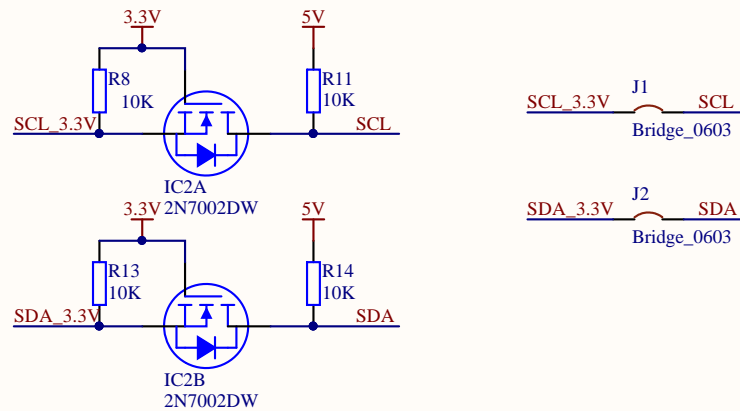 3.3V
5V
R8
10K
R11
10K
SCL_3.3V
SCL
IC2A
2N7002DW
J1
SCL_3.3V
SCL
Bridge_0603
3.3V
5V
R13
10K
R14
10K
SDA_3.3V
SDA
IC2B
2N7002DW
J2
SDA_3.3V
SDA
Bridge_0603